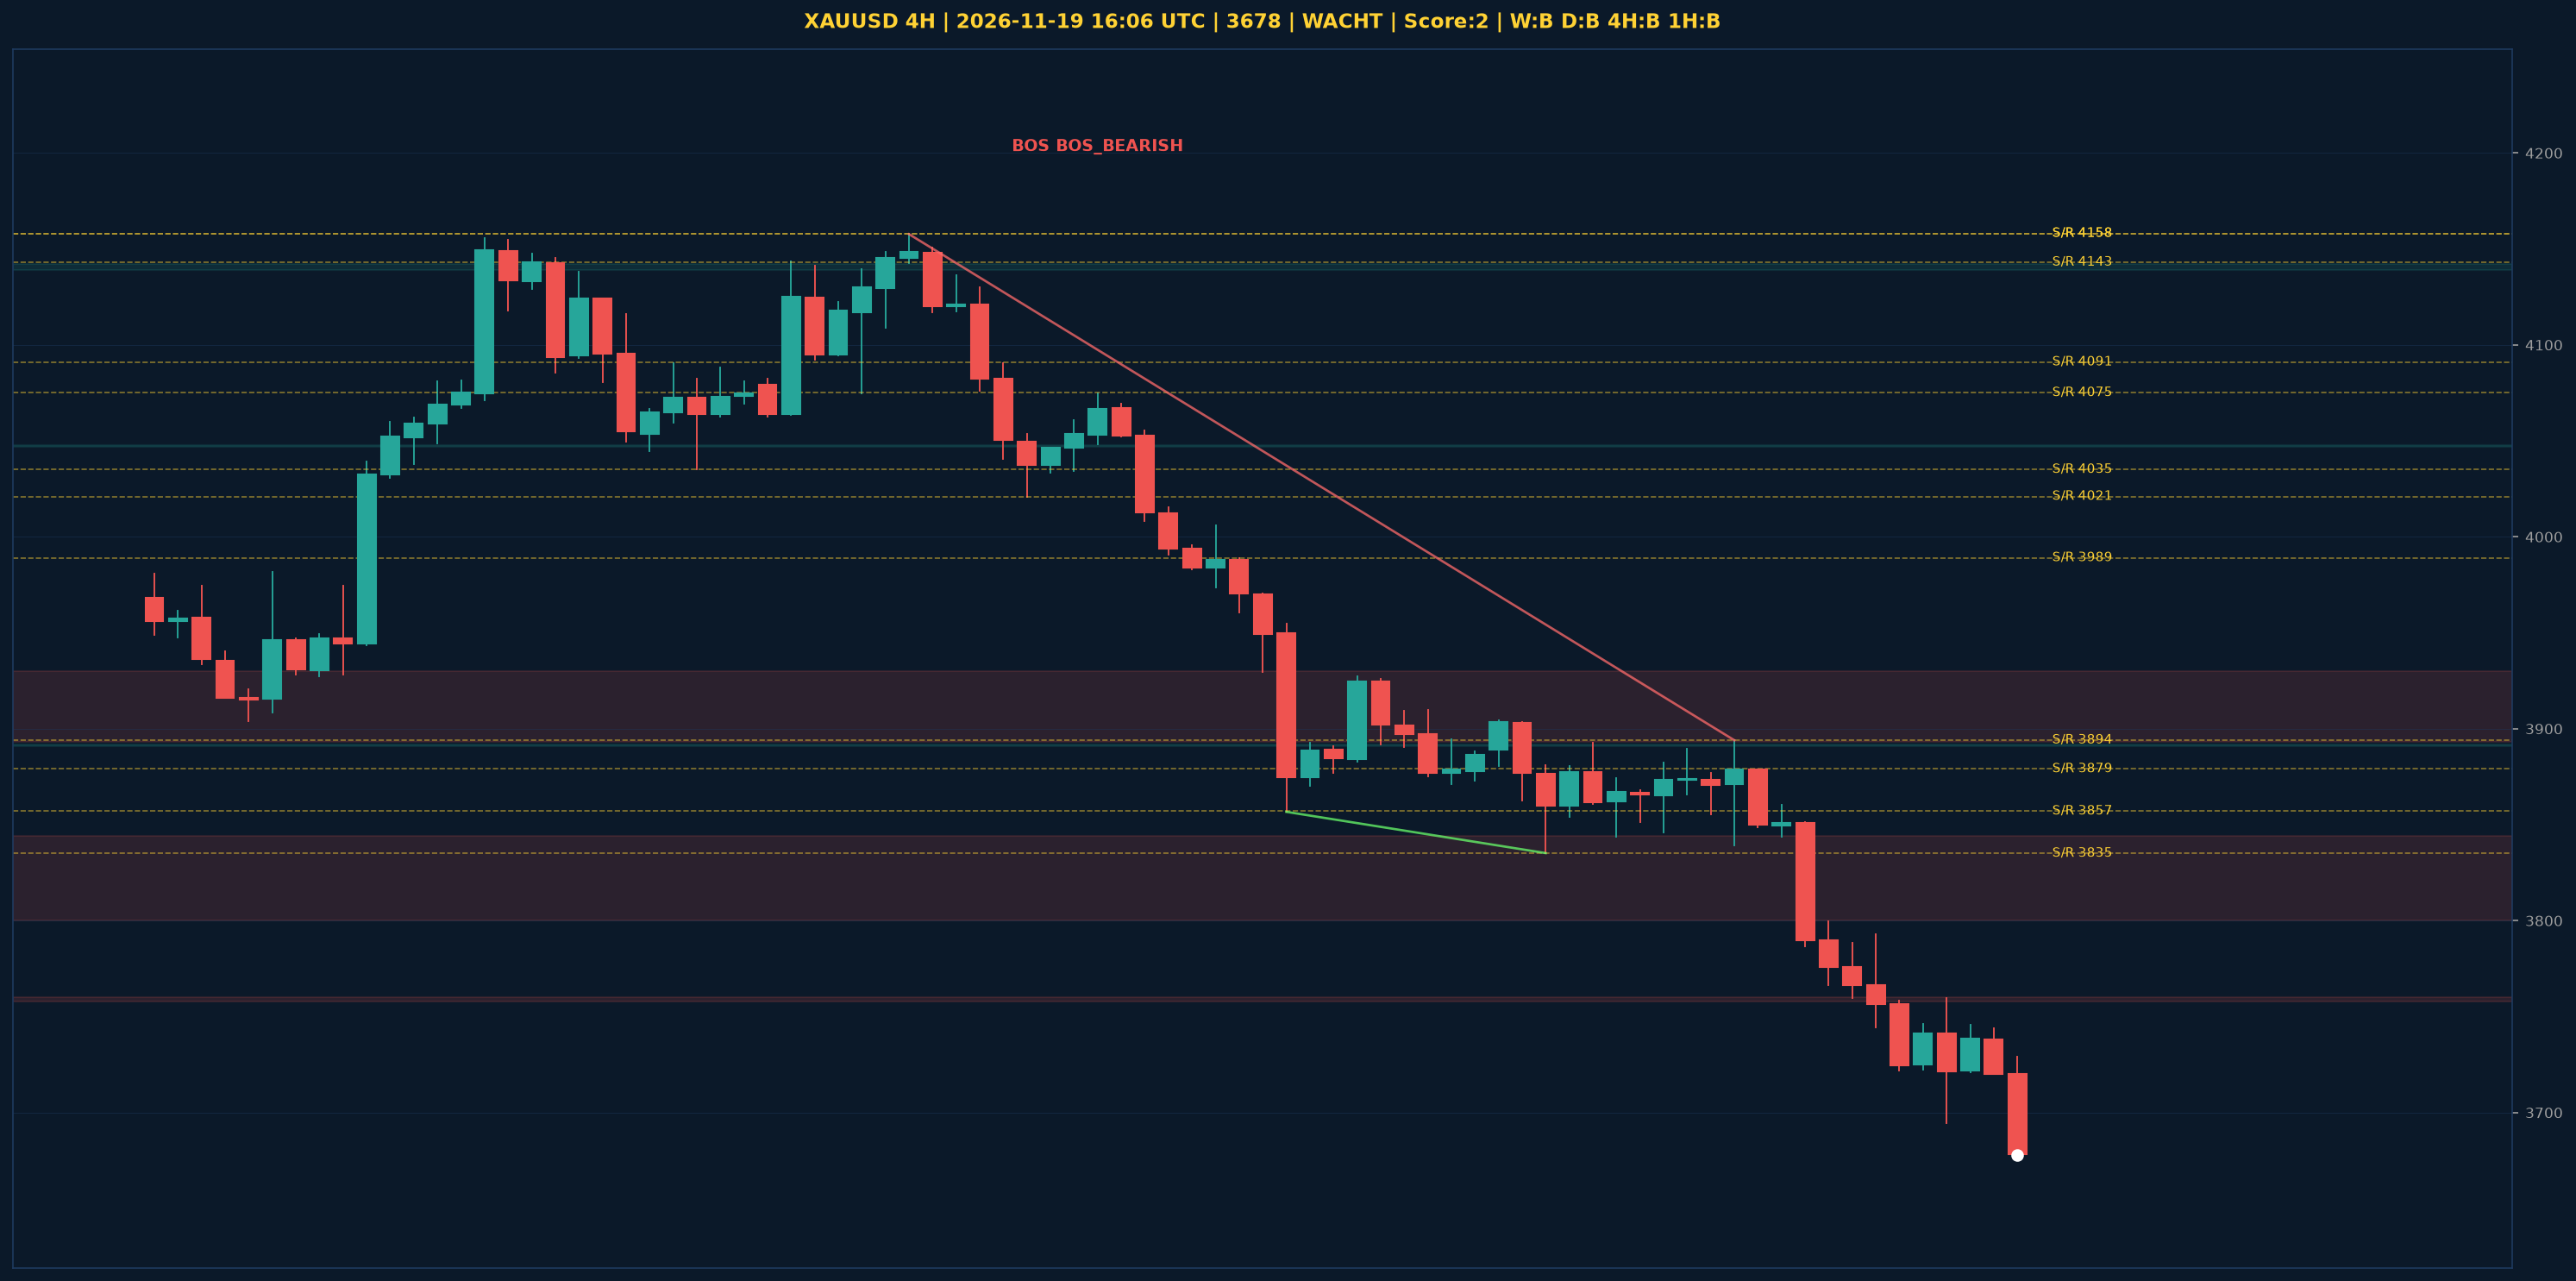 XAUUSD 4H | 2026-11-19 16:06 UTC | 3678 | WACHT | Score:2 | W:B D:B 4H:B 1H:B
BOS BOS_BEARISH
4200
S/R 4158
S/R 4143
4100
S/R 4091
S/R 4075
S/R 4035
S/R 4021
4000
S/R 3989
S/R 3894
3900
S/R 3879
S/R 3857
S/R 3835
3800
3700